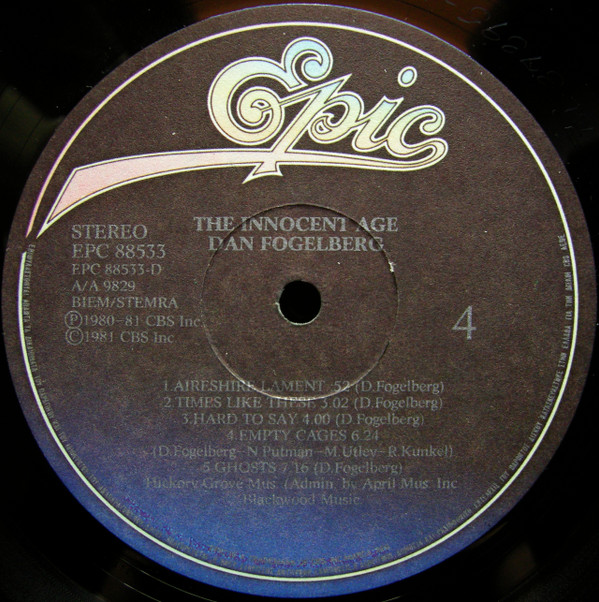 Epic
THE INNOCENT AGE
DAN FOGELBERG
STEREO
EPC 88533
EPC 88533-D
A/A 9829
BIEM/STEMRA
Ⓟ1980-81 CBS Inc.
©1981 CBS Inc.
4
1.AIRESHIRE LAMENT :52 (D.Fogelberg)
2.TIMES LIKE THESE 3.02 (D.Fogelberg)
3.HARD TO SAY 4.00 (D.Fogelberg)
4.EMPTY CAGES 6.24
(D.Fogelberg-N.Putman-M.Utley-R.Kunkel)
5.GHOSTS 7.16 (D.Fogelberg)
Hickory Grove Mus. (Admin. by April Mus. Inc.
Blackwood Music